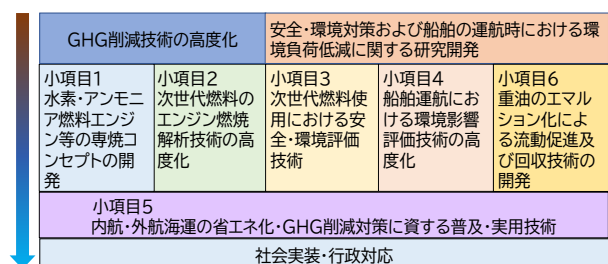 GHG削減技術の高度化
安全・環境対策および船舶の運航時における環
境負荷低減に関する研究開発
小項目1
水素・アンモニ
ア燃料エンジ
ン等の専焼コ
ンセプトの開
発
小項目2
次世代燃料の
エンジン燃焼
解析技術の高
度化
小項目3
次世代燃料使
用における安
全・環境評価
技術
小項目4
船舶運航にお
ける環境影響
評価技術の高
度化
小項目6
重油のエマル
ション化によ
る流動促進及
び回収技術の
開発
小項目5
内航・外航海運の省エネ化・GHG削減対策に資する普及・実用技術
社会実装・行政対応